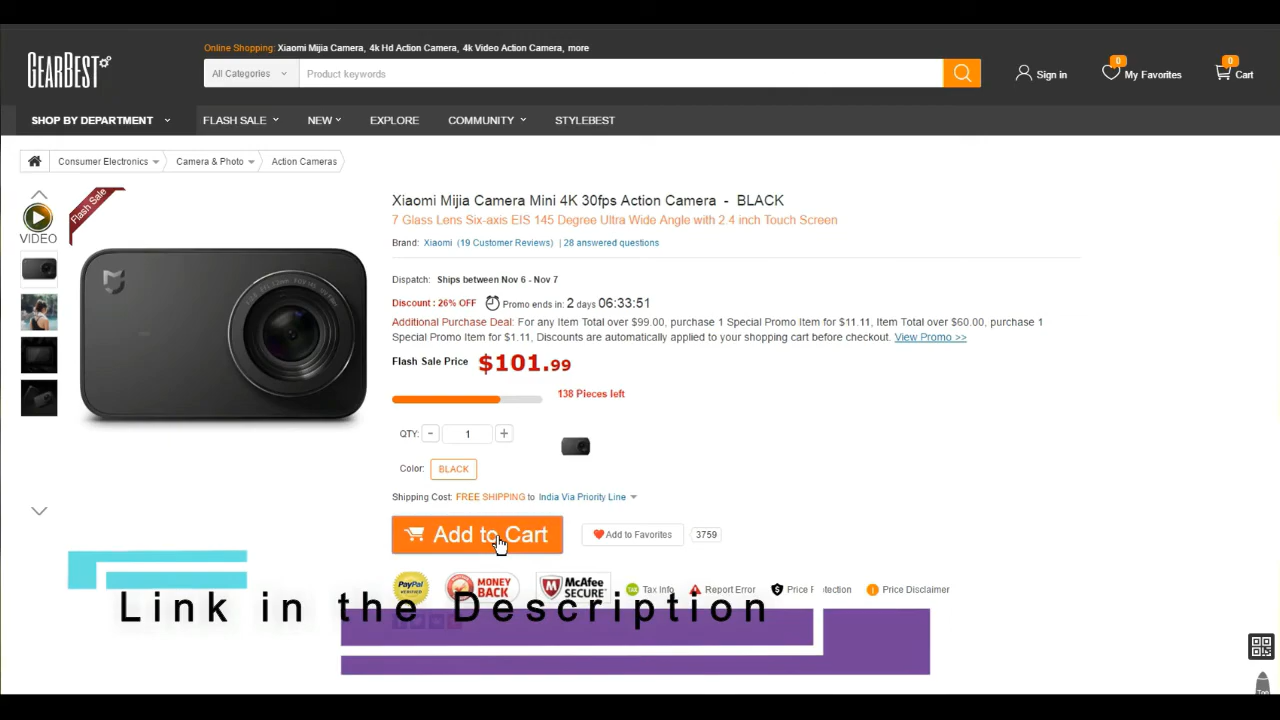 GEARBEST
Online Shopping: Xiaomi Mijia Camera, 4k Hd Action Camera, 4k Video Action Camera, more
All Categories Product keywords
0
Sign in My Favorites
0
Cart
SHOP BY DEPARTMENT FLASH SALE NEW EXPLORE COMMUNITY STYLEBEST
Consumer Electronics Camera & Photo Action Cameras
Flash Sale
VIDEO
Xiaomi Mijia Camera Mini 4K 30fps Action Camera - BLACK
7 Glass Lens Six-axis EIS 145 Degree Ultra Wide Angle with 2.4 inch Touch Screen
Brand: Xiaomi (19 Customer Reviews) | 28 answered questions
Dispatch: Ships between Nov 6 - Nov 7
Discount : 26% OFF Promo ends in: 2 days 06:33:51
Additional Purchase Deal: For any Item Total over $99.00, purchase 1 Special Promo Item for $11.11, Item Total over $60.00, purchase 1
Special Promo Item for $1.11, Discounts are automatically applied to your shopping cart before checkout. View Promo >>
Flash Sale Price $101.99
138 Pieces left
QTY: - 1 +
Color: BLACK
Shipping Cost: FREE SHIPPING to India Via Priority Line
Add to Cart Add to Favorites 3759
PayPal VERIFIED
MONEY BACK
McAfee SECURE
Tax Info Report Error Price Disclaimer
Link in the Description
Top